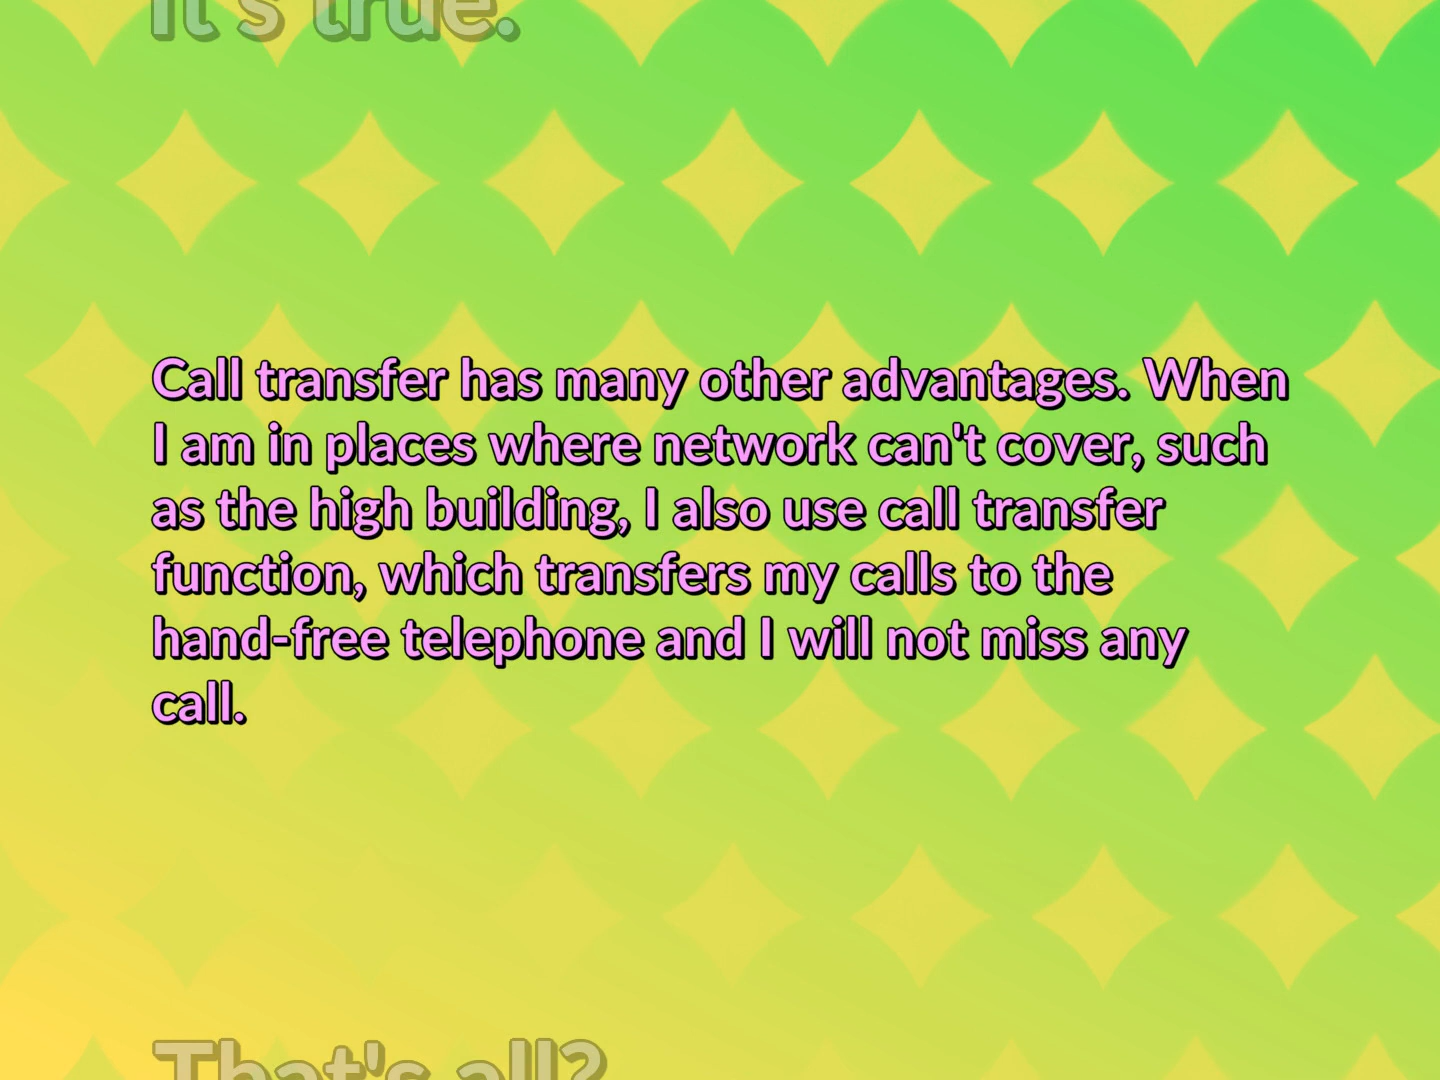 It's true.
Call transfer has many other advantages. When
I am in places where network can't cover, such
as the high building, I also use call transfer
function, which transfers my calls to the
hand-free telephone and I will not miss any
call.
That's all?